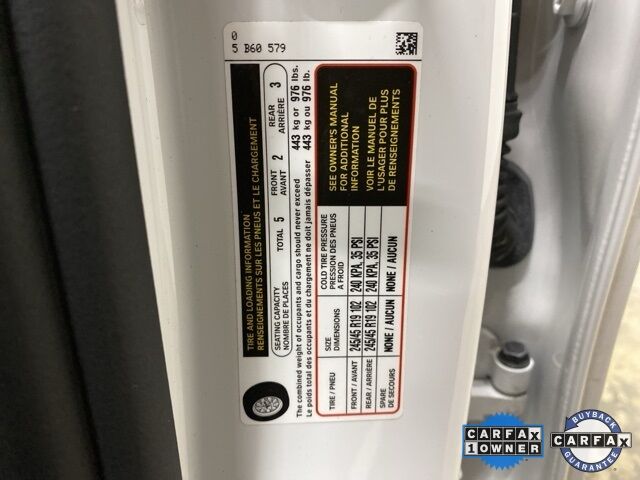 0
5 B60 579
TIRE AND LOADING INFORMATION
RENSEIGNEMENTS SUR LES PNEUS ET LE CHARGEMENT
SEATING CAPACITY
NOMBRE DE PLACES
TOTAL 5
FRONT
AVANT 2
REAR
ARRIÈRE 3
The combined weight of occupants and cargo should never exceed 443 kg or 976 lbs.
Le poids total des occupants et du chargement ne doit jamais dépasser 443 kg ou 976 lb.
TIRE / PNEU
SIZE
DIMENSIONS
COLD TIRE PRESSURE
PRESSION DES PNEUS
A FROID
FRONT / AVANT 245/45 R19 102 240 KPA, 35 PSI
REAR / ARRIÈRE 245/45 R19 102 240 KPA, 35 PSI
SPARE
DE SECOURS
NONE / AUCUN NONE / AUCUN
SEE OWNER'S MANUAL
FOR ADDITIONAL
INFORMATION
VOIR LE MANUEL DE
L'USAGER POUR PLUS
DE RENSEIGNEMENTS
CARFAX
1 OWNER
BUYBACK
CARFAX
GUARANTEE